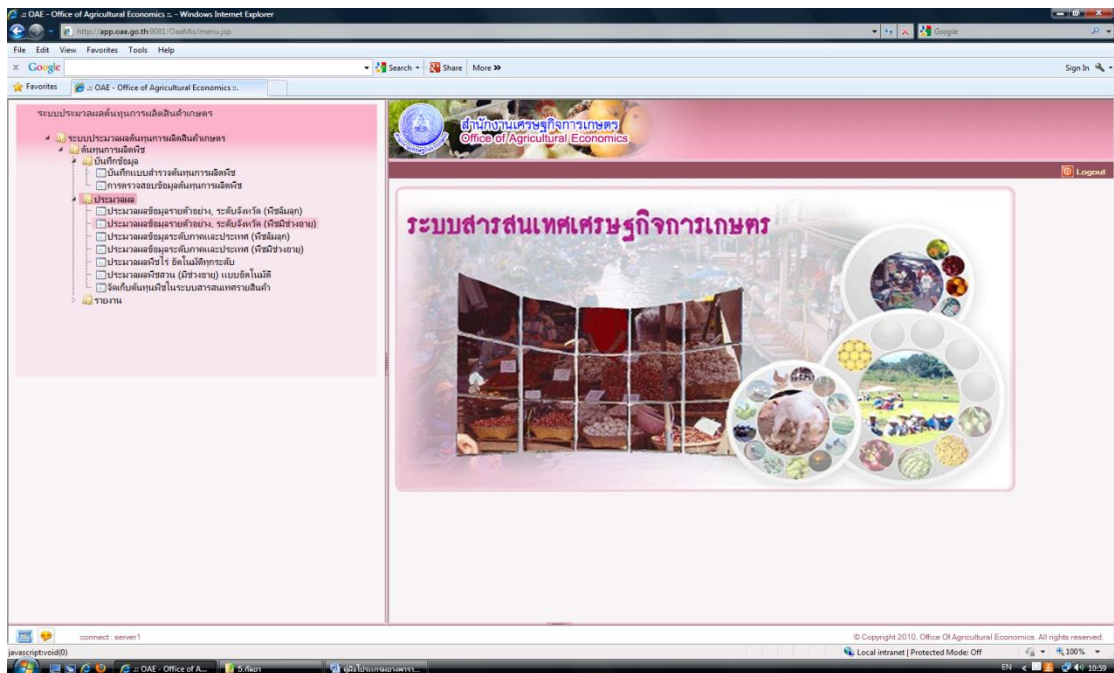 .:: OAE - Office of Agricultural Economics ::. - Windows Internet Explorer
http://app.oae.go.th:9081/OaeMis/menu.jsp
Google
File Edit View Favorites Tools Help
x Google
Search
Share
More »
Sign In
Favorites
.:: OAE - Office of Agricultural Economics ::.
ระบบประมวลผลต้นทุนการผลิตสินค้าเกษตร
ระบบประมวลผลต้นทุนการผลิตสินค้าเกษตร
ต้นทุนการผลิตพืช
บันทึกข้อมูล
บันทึกแบบสำรวจต้นทุนการผลิตพืช
การตรวจสอบข้อมูลต้นทุนการผลิตพืช
ประมวลผล
ประมวลผลข้อมูลรายตัวอย่าง, ระดับจังหวัด (พืชล้มลุก)
ประมวลผลข้อมูลรายตัวอย่าง, ระดับจังหวัด (พืชมีช่วงอายุ)
ประมวลผลข้อมูลระดับภาคและประเทศ (พืชล้มลุก)
ประมวลผลข้อมูลระดับภาคและประเทศ (พืชมีช่วงอายุ)
ประมวลผลพืชไร่ อัตโนมัติทุกระดับ
ประมวลผลพืชสวน (มีช่วงอายุ) แบบอัตโนมัติ
จัดเก็บต้นทุนพืชในระบบสารสนเทศรายสินค้า
รายงาน
สำนักงานเศรษฐกิจการเกษตร
Office of Agricultural Economics
Logout
ระบบสารสนเทศเศรษฐกิจการเกษตร
connect : server1
© Copyright 2010, Office Of Agricultural Economics. All rights reserved.
javascript:void(0)
Local intranet | Protected Mode: Off
100%
.:: OAE - Office of A...
5.กัลยา
คู่มือโปรแกรมยางพารา...
EN
10:59